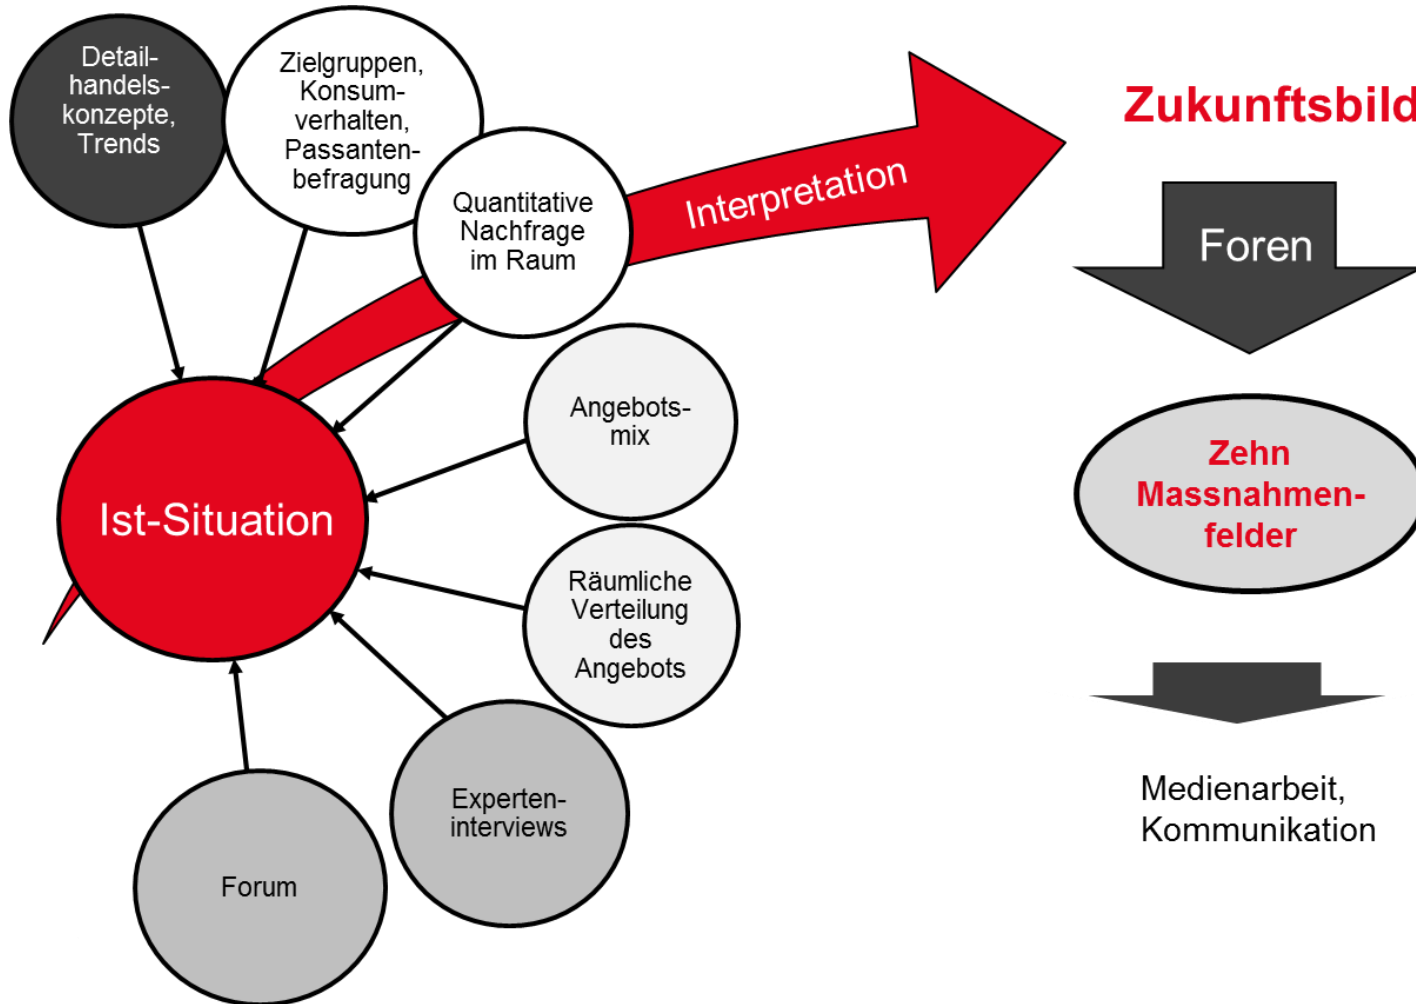 Detail-
handels-
konzepte,
Trends
Zielgruppen,
Konsum-
verhalten,
Passanten-
befragung
Quantitative
Nachfrage
im Raum
Interpretation
Zukunftsbild
Foren
Angebots-
mix
Zehn
Massnahmen-
felder
Ist-Situation
Räumliche
Verteilung
des
Angebots
Experten-
interviews
Forum
Medienarbeit,
Kommunikation